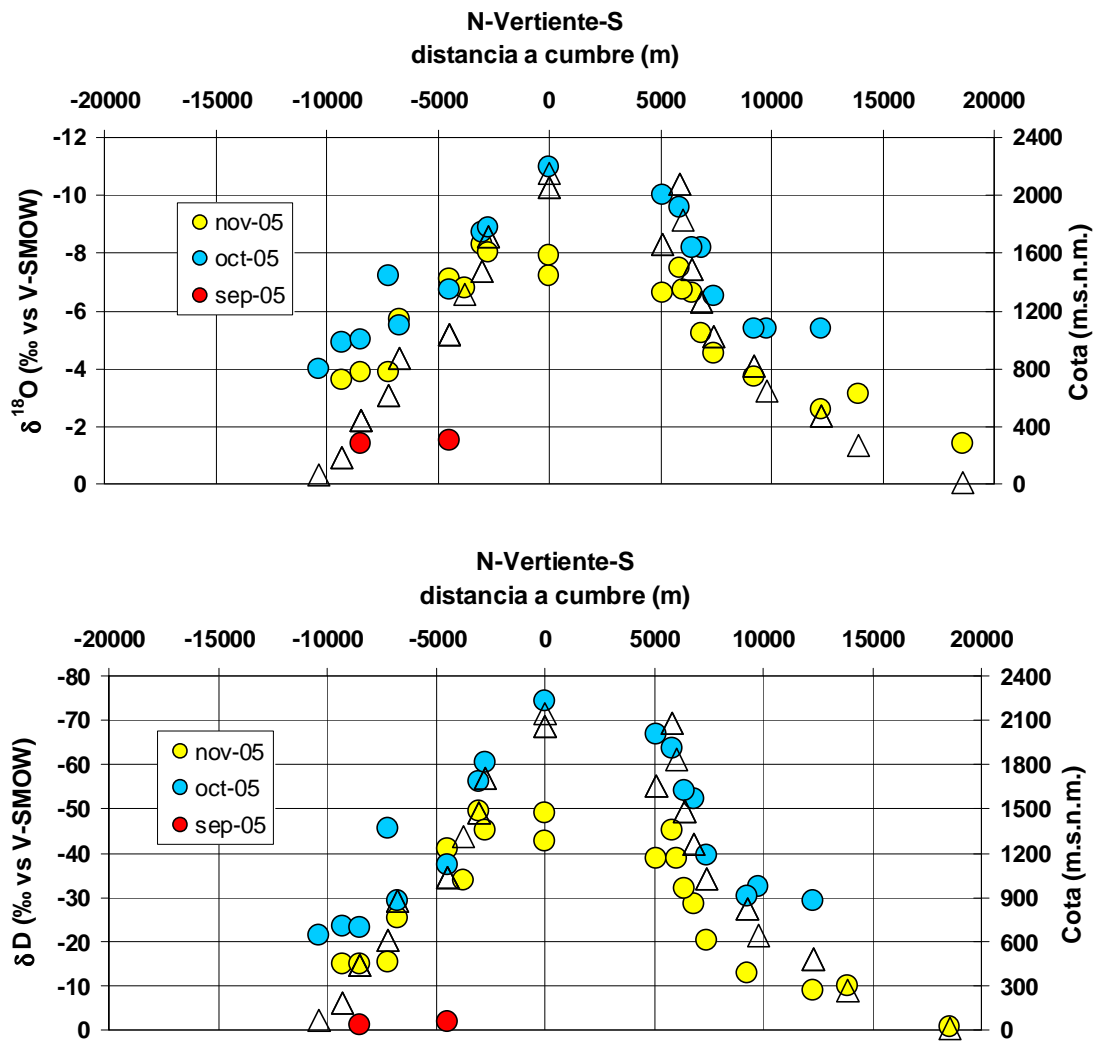 N-Vertiente-S
distancia a cumbre (m)
-20000 -15000 -10000 -5000 0 5000 10000 15000 20000
-12 2400
-10 2000
-8 1600
-6 1200
-4 800
-2 400
0 0
nov-05
oct-05
sep-05
δ 18O (‰ vs V-SMOW)
Cota (m.s.n.m.)
N-Vertiente-S
distancia a cumbre (m)
-20000 -15000 -10000 -5000 0 5000 10000 15000 20000
-80 2400
-70 2100
-60 1800
-50 1500
-40 1200
-30 900
-20 600
-10 300
0 0
nov-05
oct-05
sep-05
δ D (‰ vs V-SMOW)
Cota (m.s.n.m.)